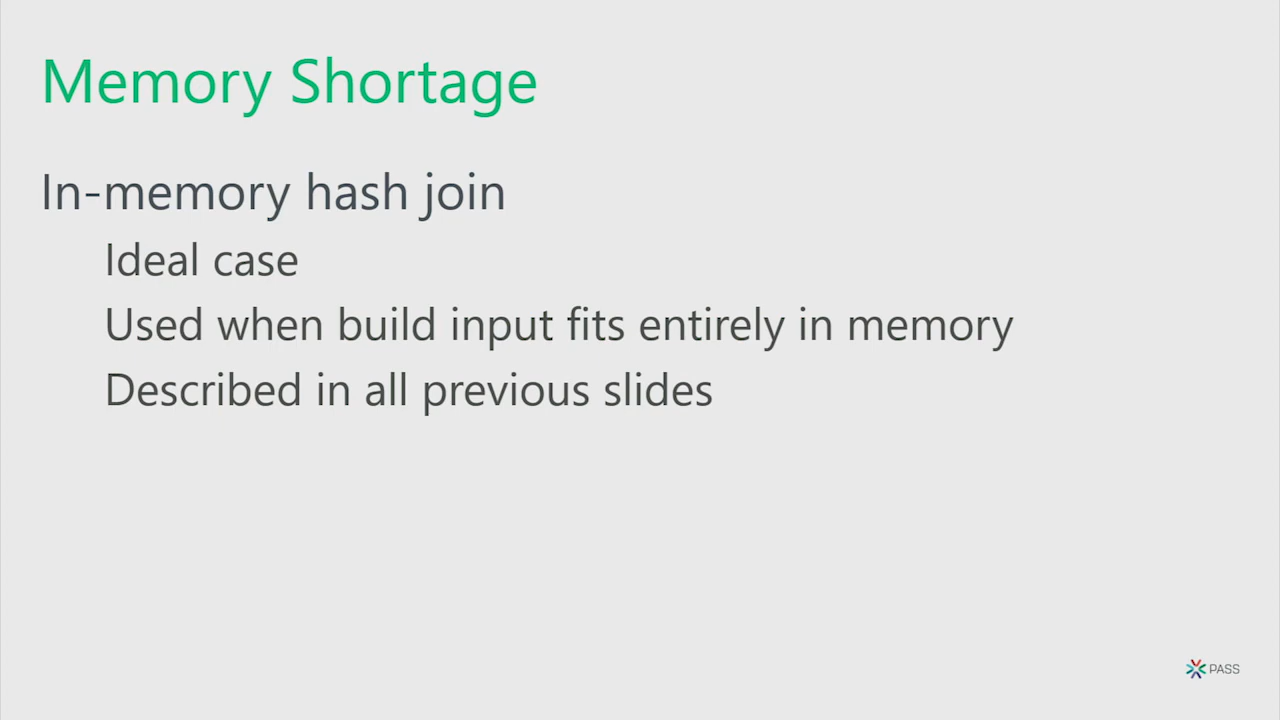 Memory Shortage
In-memory hash join
Ideal case
Used when build input fits entirely in memory
Described in all previous slides
PASS